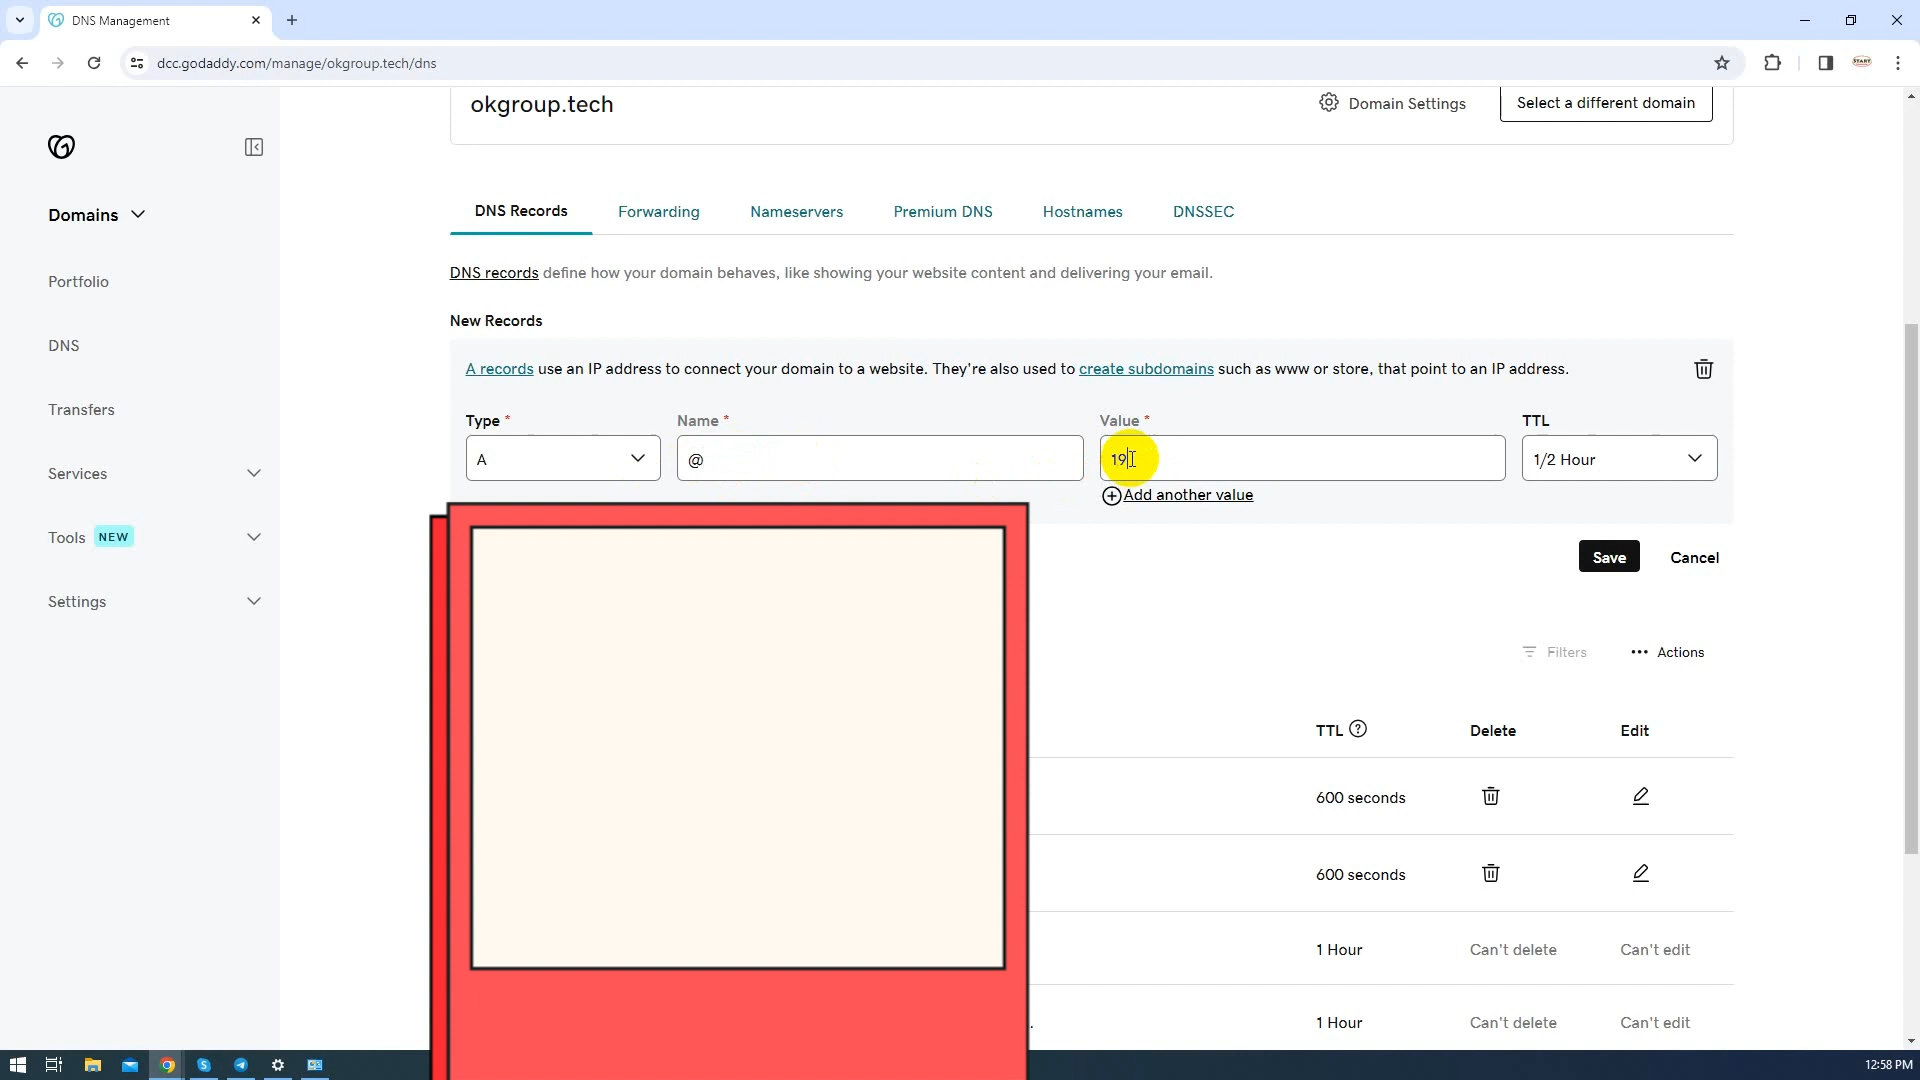 DNS Management
dcc.godaddy.com/manage/okgroup.tech/dns
START
okgroup.tech
Domain Settings
Select a different domain
Domains
Portfolio
DNS
Transfers
Services
Tools NEW
Settings
DNS Records
Forwarding
Nameservers
Premium DNS
Hostnames
DNSSEC
DNS records define how your domain behaves, like showing your website content and delivering your email.
New Records
A records use an IP address to connect your domain to a website. They're also used to create subdomains such as www or store, that point to an IP address.
Type * Name * Value * TTL
A @ 19 1/2 Hour
Add another value
Save Cancel
Filters Actions
TTL Delete Edit
600 seconds
600 seconds
1 Hour Can't delete Can't edit
1 Hour Can't delete Can't edit
12:58 PM